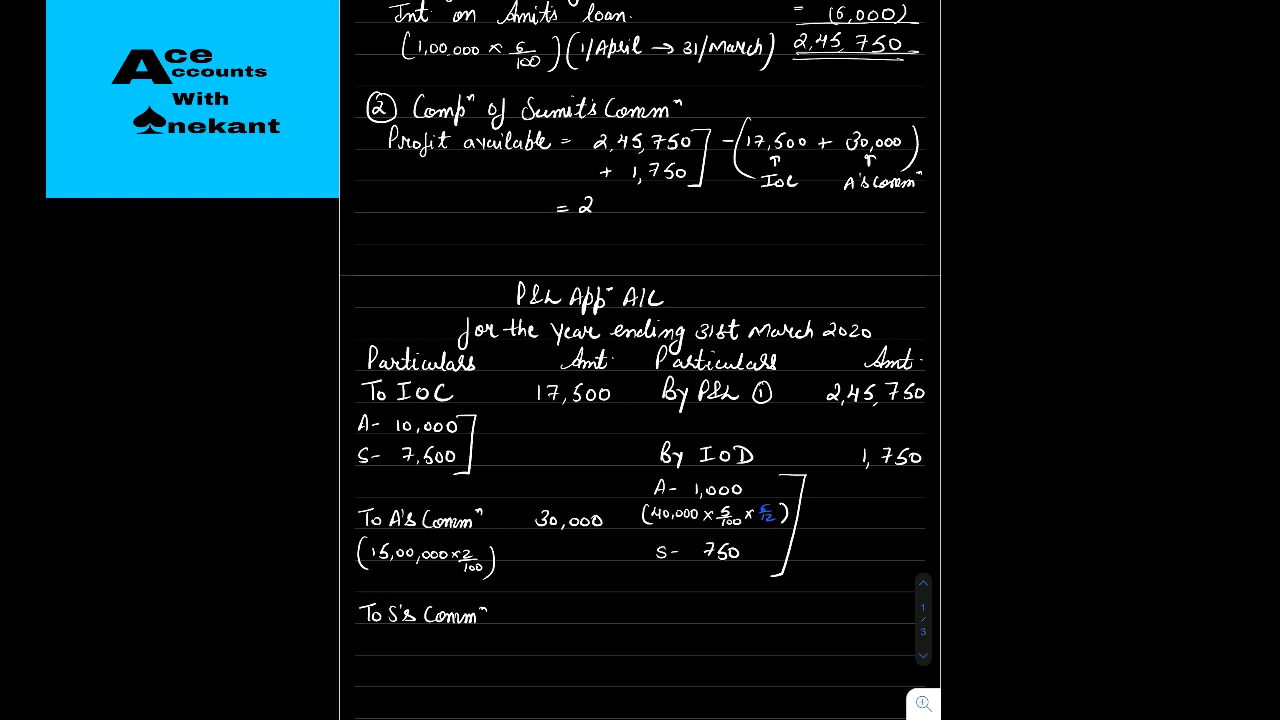 Ace
Accounts
With
Anekant
Int on Amit's loan. = (6,000)
(1,00,000 × 6/100) (1/April → 31/March) 2,45,750
② Compⁿ of Sumit's Commⁿ
Profit available = 2,45,750 + 1,750] - (17,500 + 30,000)
↑ IOC ↑ A's Commⁿ
= 2
P&L Appⁿ A/C
for the Year ending 31st March 2020
Particulars Amt. Particulars Amt.
To IOC 17,500 By P&L ① 2,45,750
A- 10,000
S- 7,500 By IOD 1,750
A- 1,000
To A's Commⁿ 30,000 (40,000 × 5/100 × 6/12)
(15,00,000 × 2/100) S- 750
To S's Commⁿ
1
/
3